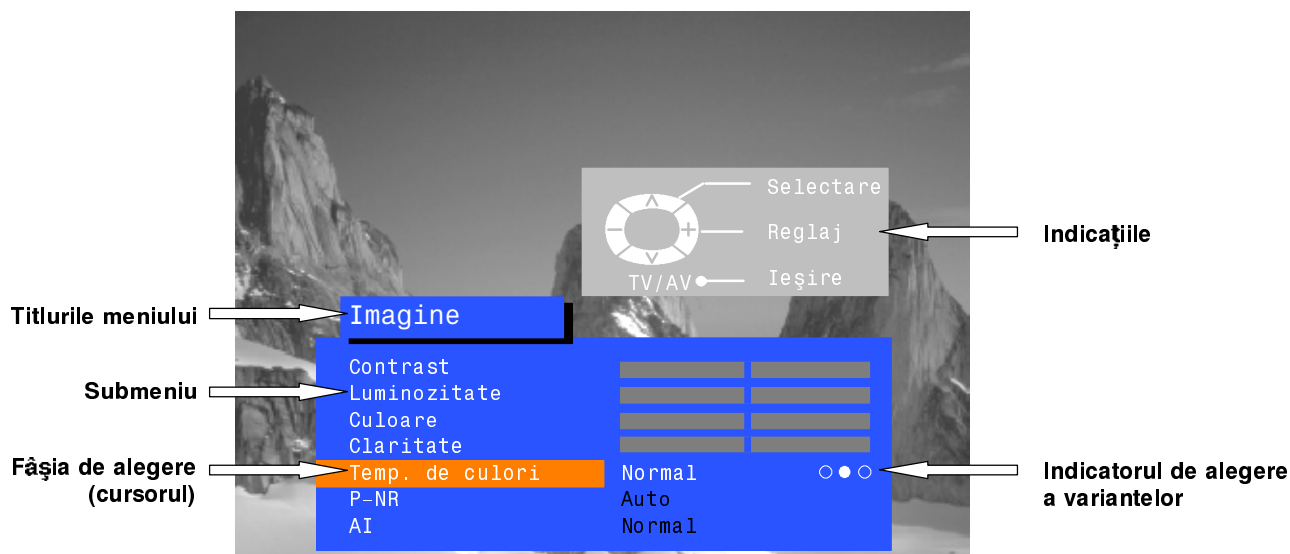 Selectare
Reglaj
TV/AV Ieşire
Indicaţiile
Titlurile meniului
Imagine
Contrast
Submeniu
Luminozitate
Culoare
Claritate
Fâşia de alegere
(cursorul)
Temp. de culori Normal
Indicatorul de alegere
a variantelor
P-NR Auto
AI Normal